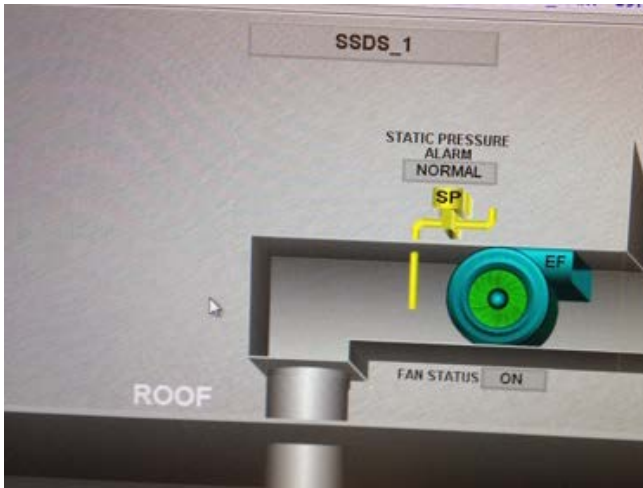 SSDS_1
STATIC PRESSURE
ALARM
NORMAL
SP
EF
FAN STATUS ON
ROOF